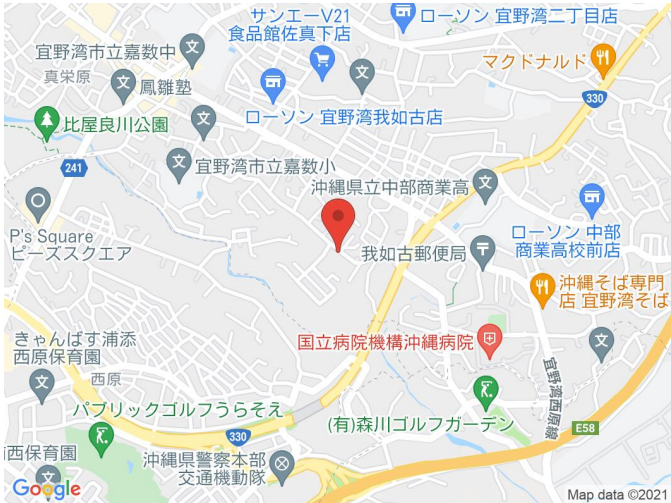 サンエーV21
食品館佐真下店
ローソン 宜野湾二丁目店
宜野湾市立嘉数中
真栄原
鳳雛塾
マクドナルド
330
ローソン 宜野湾我如古店
比屋良川公園
241
宜野湾市立嘉数小
沖縄県立中部商業高
P's Square
ピーズスクエア
我如古郵便局
ローソン 中部
商業高校前店
沖縄そば専門
店 宜野湾そば
きゃんぱす浦添
西原保育園
西原
国立病院機構沖縄病院
宜野湾西原線
パブリックゴルフうらそえ
(有)森川ゴルフガーデン
330
E58
西保育園
沖縄県警察本部
交通機動隊
Google
Map data ©2021